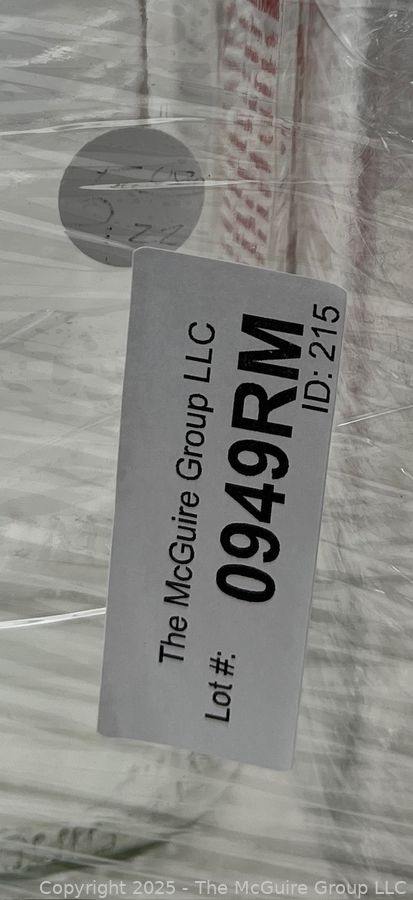 The McGuire Group LLC
Lot #: 0949RM
ID: 215
Copyright 2025 - The McGuire Group LLC